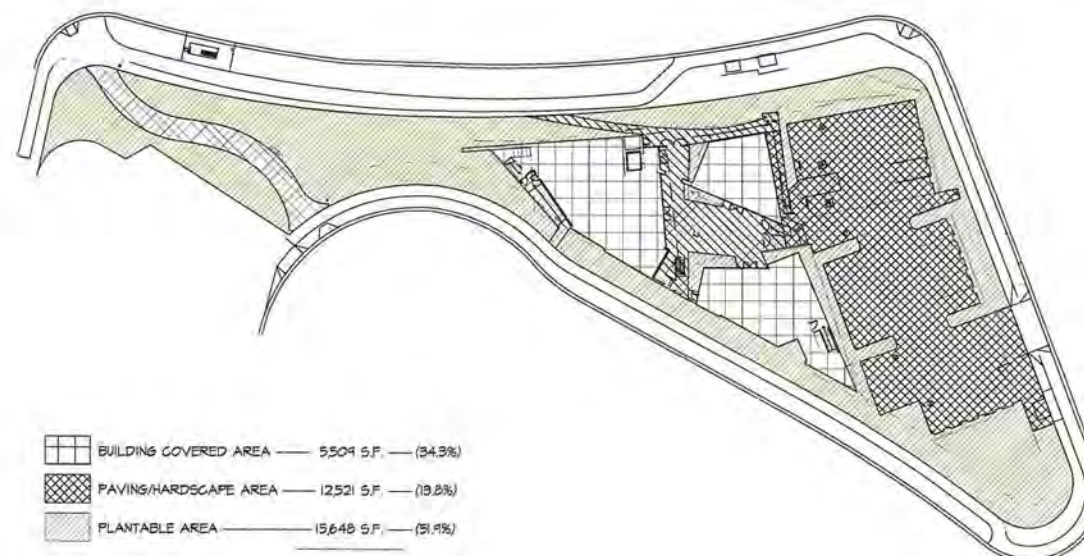 BUILDING COVERED AREA —— 5,509 S.F. —— (34.3%)
PAVING/HARDSCAPE AREA —— 12,521 S.F. —— (19.8%)
PLANTABLE AREA —— 15,648 S.F. —— (51.9%)